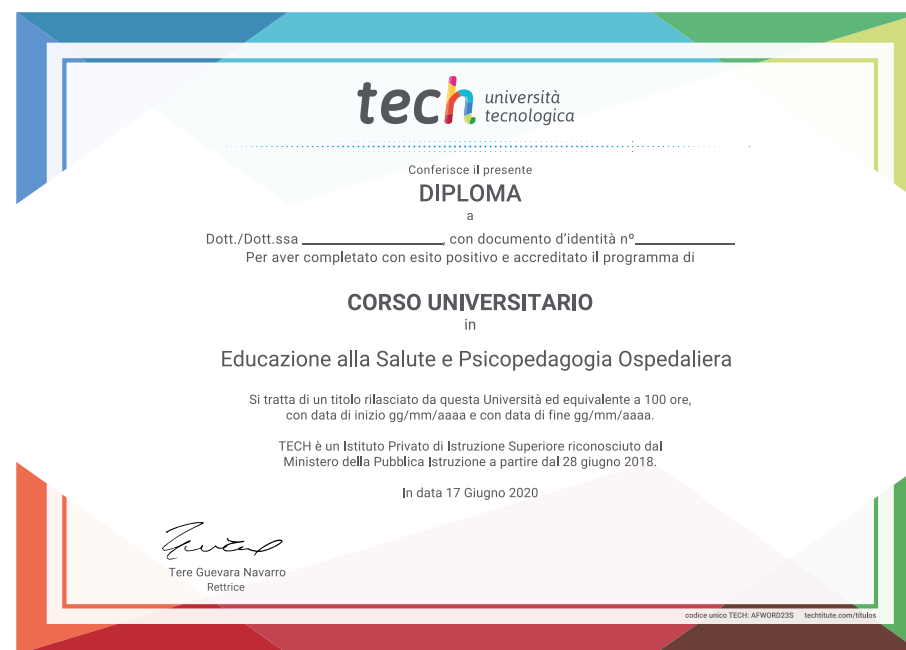 tech università
tecnologica
Conferisce il presente
DIPLOMA
a
Dott./Dott.ssa ____________________, con documento d'identità nº______________
Per aver completato con esito positivo e accreditato il programma di
CORSO UNIVERSITARIO
in
Educazione alla Salute e Psicopedagogia Ospedaliera
Si tratta di un titolo rilasciato da questa Università ed equivalente a 100 ore,
con data di inizio gg/mm/aaaa e con data di fine gg/mm/aaaa.
TECH è un Istituto Privato di Istruzione Superiore riconosciuto dal
Ministero della Pubblica Istruzione a partire dal 28 giugno 2018.
In data 17 Giugno 2020
Tere Guevara Navarro
Rettrice
codice unico TECH: AFWORD23S techtitute.com/títulos